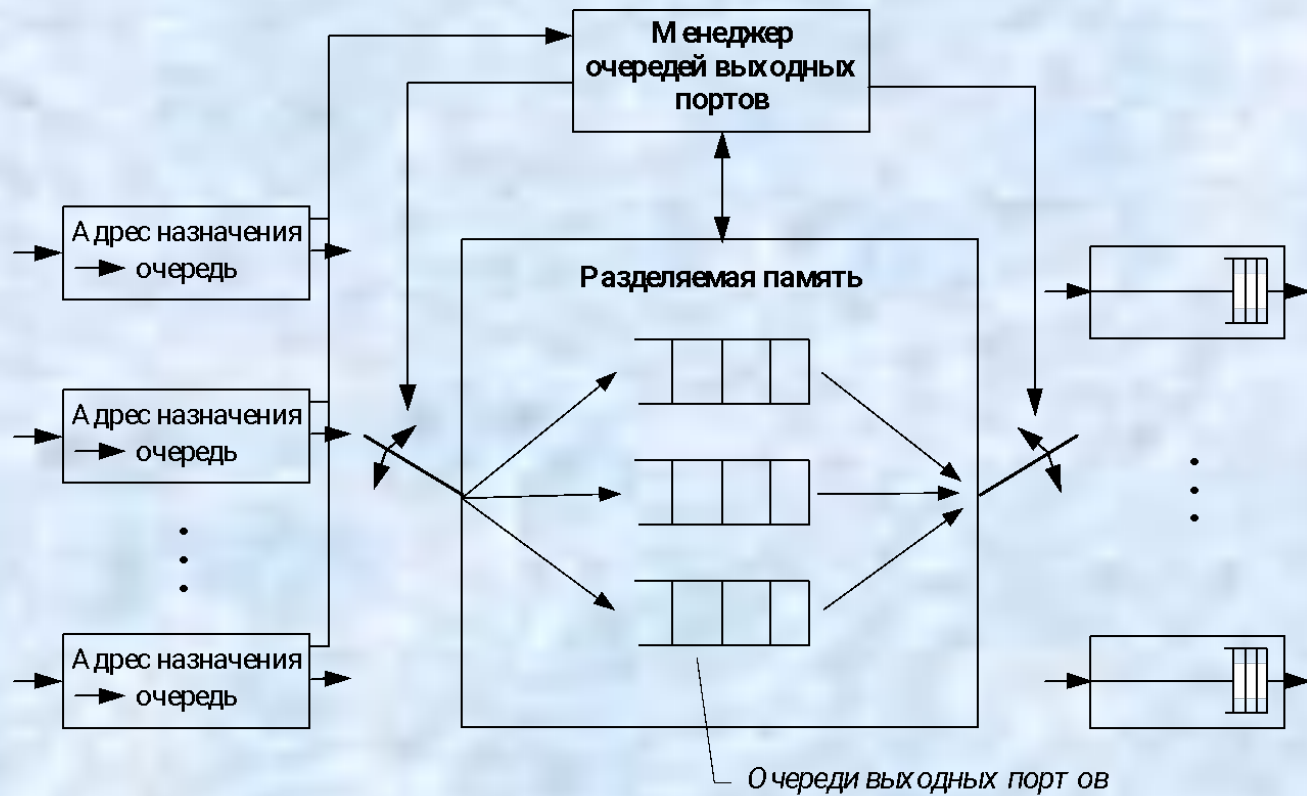 Менеджер
очередей выходных
портов
Адрес назначения
очередь
Разделяемая память
Адрес назначения
очередь
Адрес назначения
очередь
Очереди выходных портов